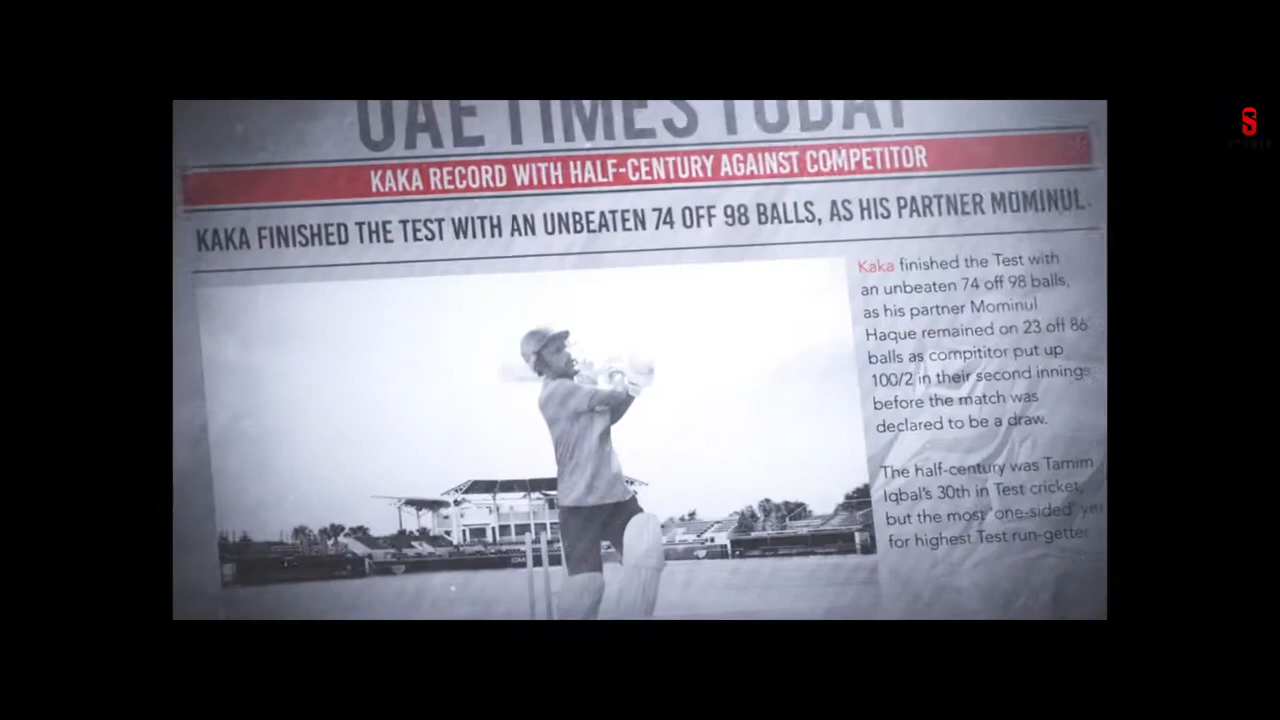 UAE TIMES TODAY
KAKA RECORD WITH HALF-CENTURY AGAINST COMPETITOR
KAKA FINISHED THE TEST WITH AN UNBEATEN 74 OFF 98 BALLS, AS HIS PARTNER MOMINUL
Kaka finished the Test with
an unbeaten 74 off 98 balls,
as his partner Mominul
Haque remained on 23 off 86
balls as compititor put up
100/2 in their second innings
before the match was
declared to be a draw.
The half-century was Tamim
Iqbal's 30th in Test cricket,
but the most 'one-sided' ye
for highest Test run-getter
S